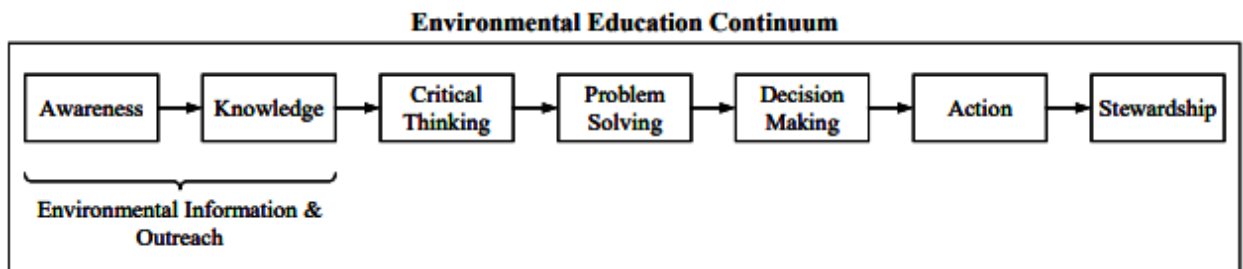 Environmental Education Continuum
Awareness
Knowledge
Critical
Thinking
Problem
Solving
Decision
Making
Action
Stewardship
Environmental Information &
Outreach